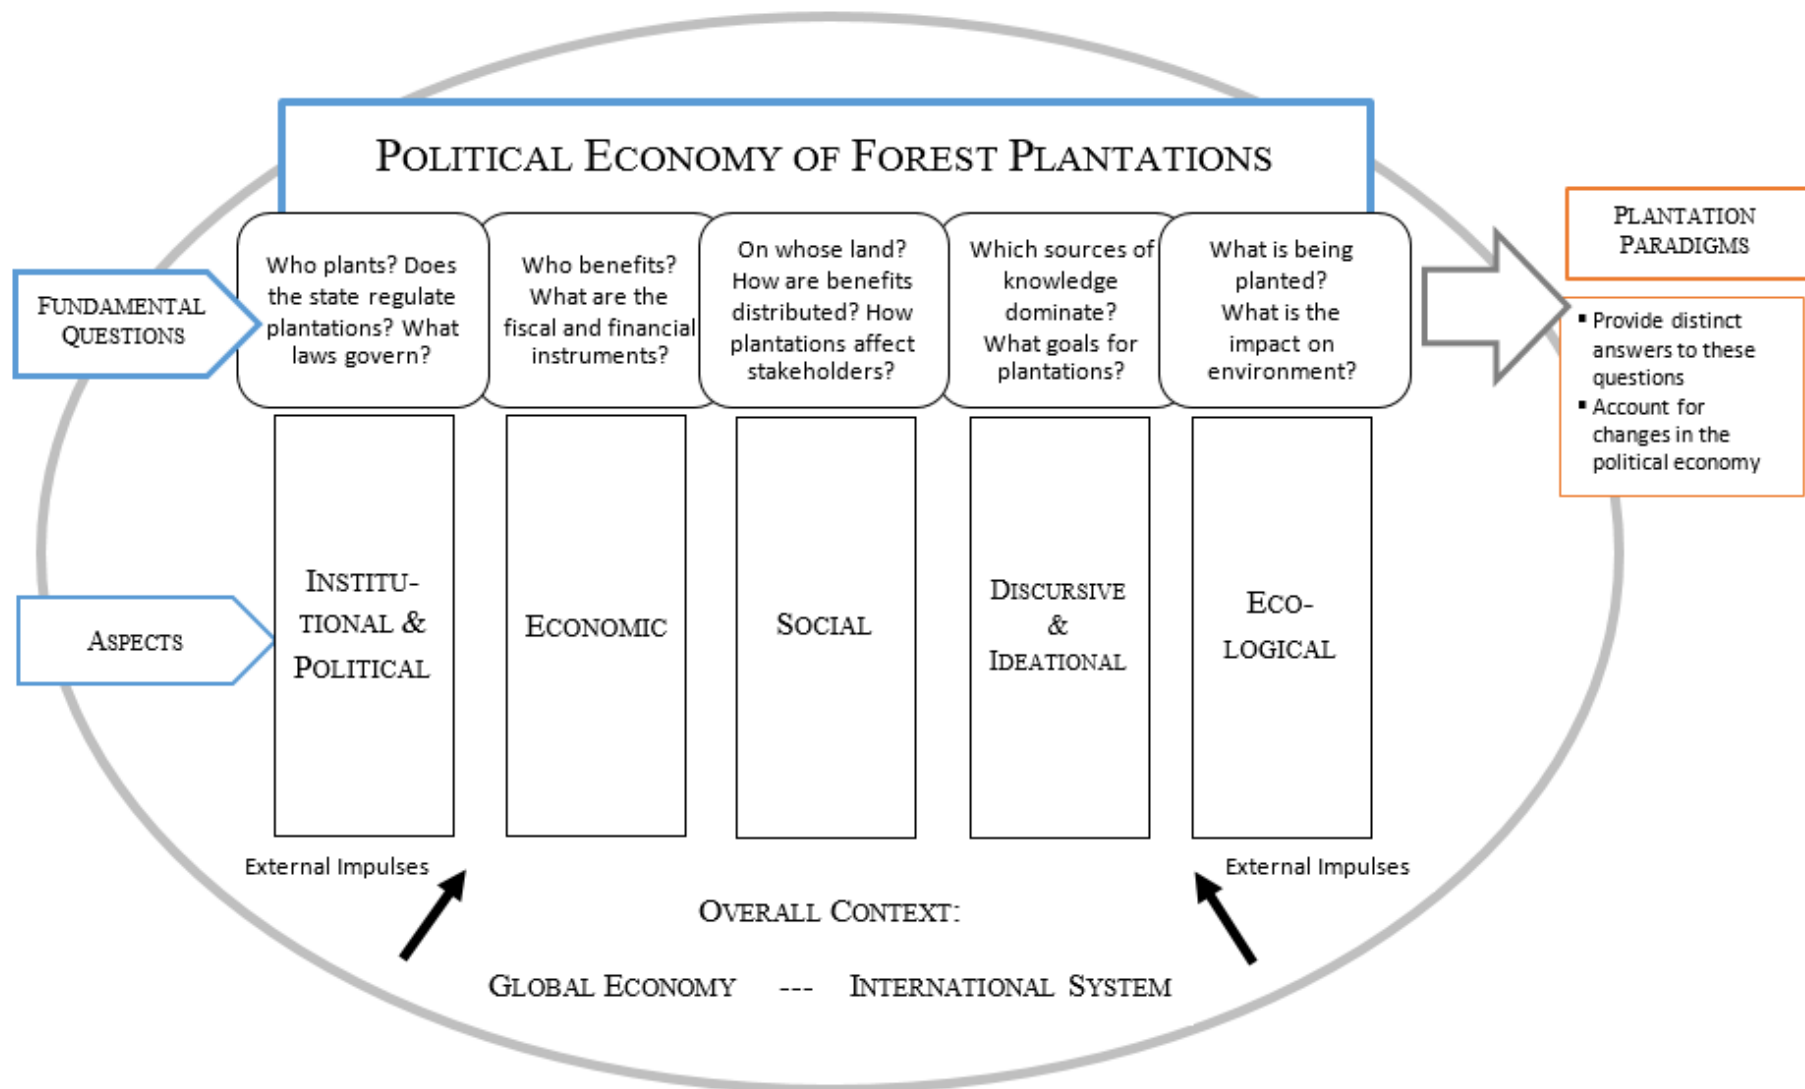 POLITICAL ECONOMY OF FOREST PLANTATIONS
FUNDAMENTAL
QUESTIONS
Who plants? Does
the state regulate
plantations? What
laws govern?
Who benefits?
What are the
fiscal and financial
instruments?
On whose land?
How are benefits
distributed? How
plantations affect
stakeholders?
Which sources of
knowledge
dominate?
What goals for
plantations?
What is being
planted?
What is the
impact on
environment?
PLANTATION
PARADIGMS
▪ Provide distinct
answers to these
questions
▪ Account for
changes in the
political economy
ASPECTS
INSTITU-
TIONAL &
POLITICAL
ECONOMIC
SOCIAL
DISCURSIVE
&
IDEATIONAL
ECO-
LOGICAL
External Impulses
External Impulses
OVERALL CONTEXT:
GLOBAL ECONOMY --- INTERNATIONAL SYSTEM